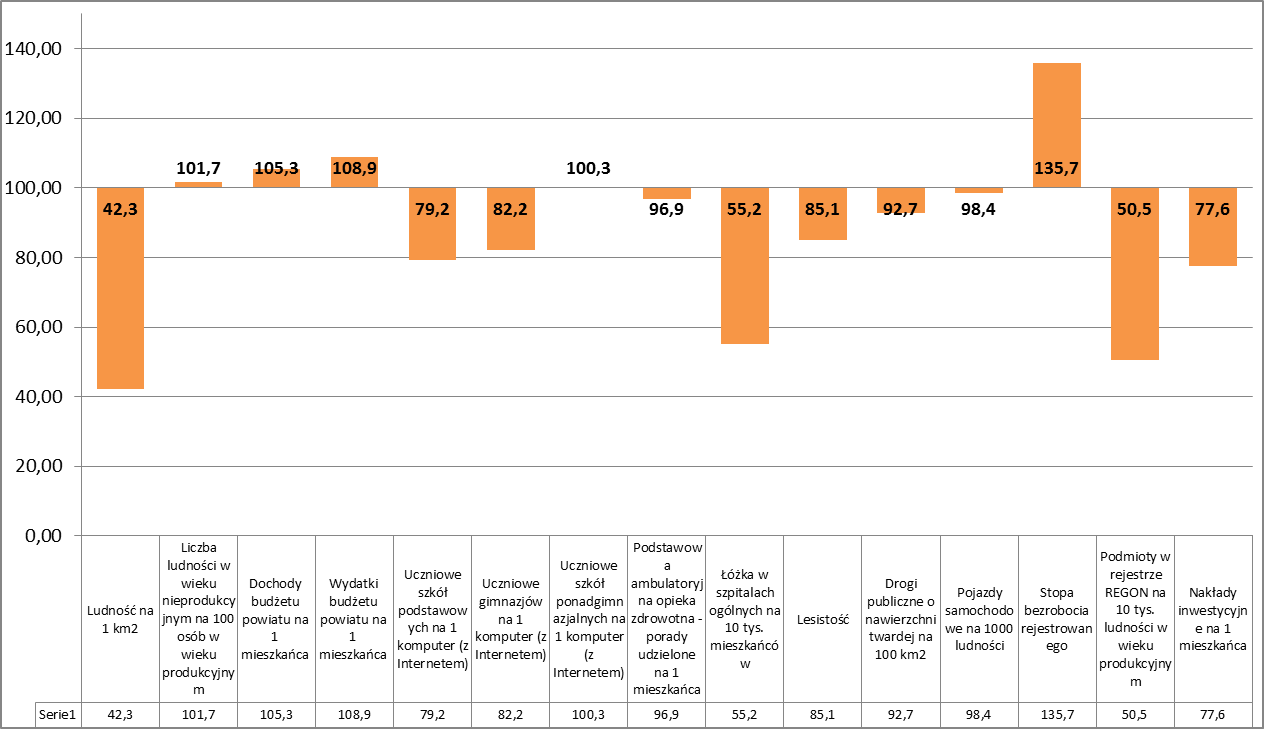 140,00
120,00
100,00
80,00
60,00
40,00
20,00
0,00
42,3
101,7
105,3
108,9
79,2
82,2
100,3
96,9
55,2
85,1
92,7
98,4
135,7
50,5
77,6
Ludność na
1 km2
Liczba
ludności w
wieku
nieprodukcy
jnym na 100
osób w
wieku
produkcyjny
m
Dochody
budżetu
powiatu na
1
mieszkańca
Wydatki
budżetu
powiatu na
1
mieszkańca
Uczniowe
szkół
podstawow
ych na 1
komputer (z
Internetem)
Uczniowe
gimnazjów
na 1
komputer (z
Internetem)
Uczniowe
szkół
ponadgimn
azjalnych na
1 komputer
(z
Internetem)
Podstawow
a
ambulatoryj
na opieka
zdrowotna -
porady
udzielone
na 1
mieszkańca
Łóżka w
szpitalach
ogólnych na
10 tys.
mieszkańcó
w
Lesistość
Drogi
publiczne o
nawierzchni
twardej na
100 km2
Pojazdy
samochodo
we na 1000
ludności
Stopa
bezrobocia
rejestrowan
ego
Podmioty w
rejestrze
REGON na
10 tys.
ludności w
wieku
produkcyjny
m
Nakłady
inwestycyjn
e na 1
mieszkańca
Serie1 42,3 101,7 105,3 108,9 79,2 82,2 100,3 96,9 55,2 85,1 92,7 98,4 135,7 50,5 77,6